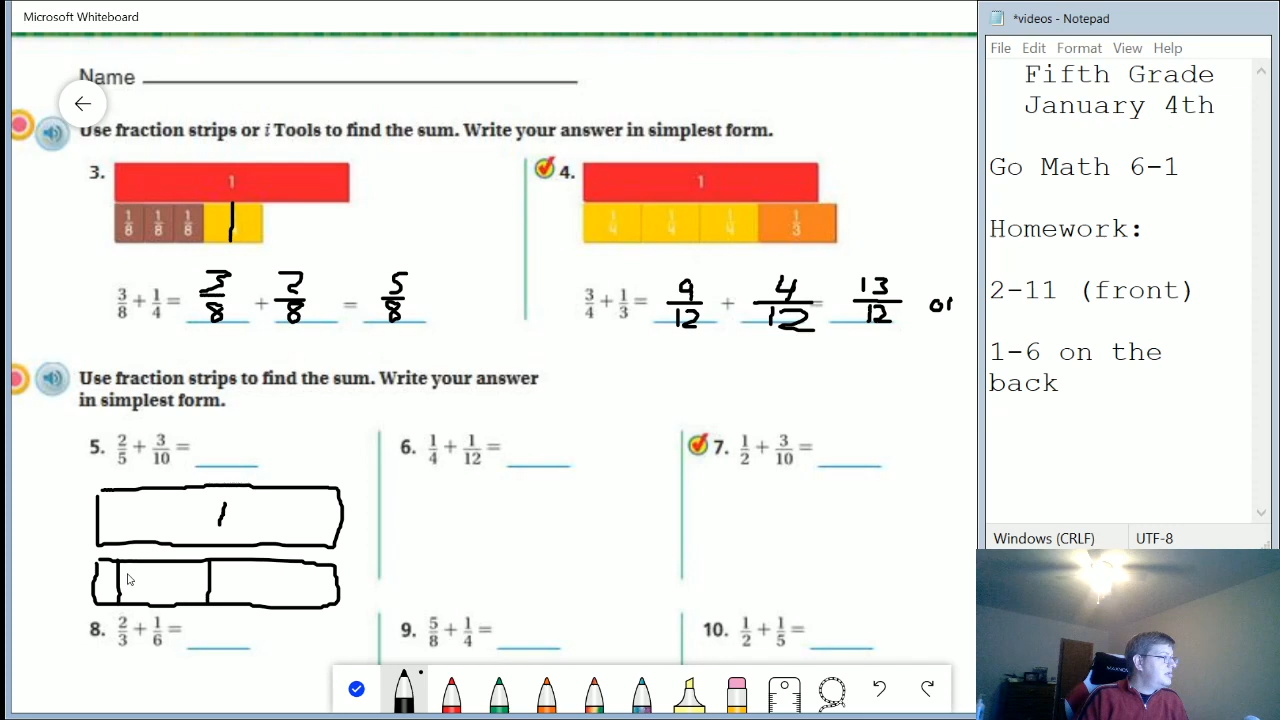 Microsoft Whiteboard
Name
Use fraction strips or i Tools to find the sum. Write your answer in simplest form.
3.
1
1/8 1/8 1/8
3/8 + 1/4 = 3/8 + 2/8 = 5/8
4.
1
1/4 1/4 1/4 1/3
3/4 + 1/3 = 9/12 + 4/12 = 13/12 or
Use fraction strips to find the sum. Write your answer
in simplest form.
5. 2/5 + 3/10 =
1
6. 1/4 + 1/12 =
7. 1/2 + 3/10 =
8. 2/3 + 1/6 =
9. 5/8 + 1/4 =
10. 1/2 + 1/5 =
*videos - Notepad
File Edit Format View Help
Fifth Grade
January 4th
Go Math 6-1
Homework:
2-11 (front)
1-6 on the
back
Windows (CRLF) UTF-8